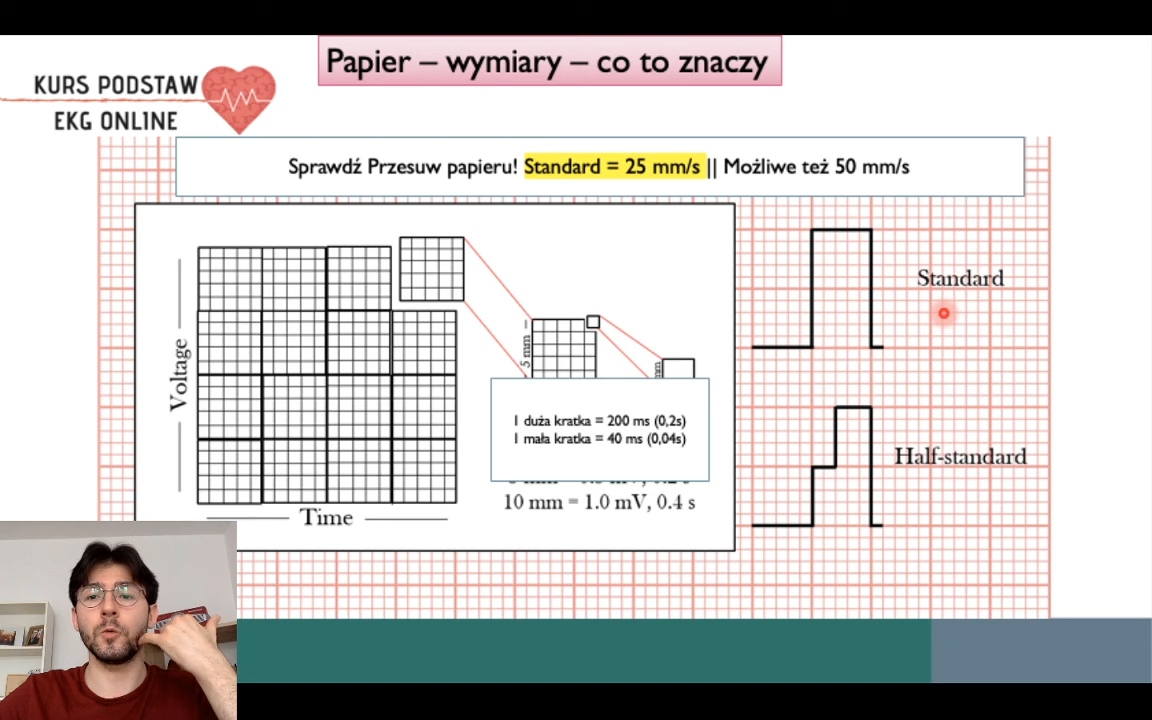 Papier – wymiary – co to znaczy
KURS PODSTAW
EKG ONLINE
Sprawdź Przesuw papieru! Standard = 25 mm/s || Możliwe też 50 mm/s
Voltage
Time
5 mm
mm
1 duża kratka = 200 ms (0,2s)
1 mała kratka = 40 ms (0,04s)
10 mm = 1.0 mV, 0.4 s
Standard
Half-standard